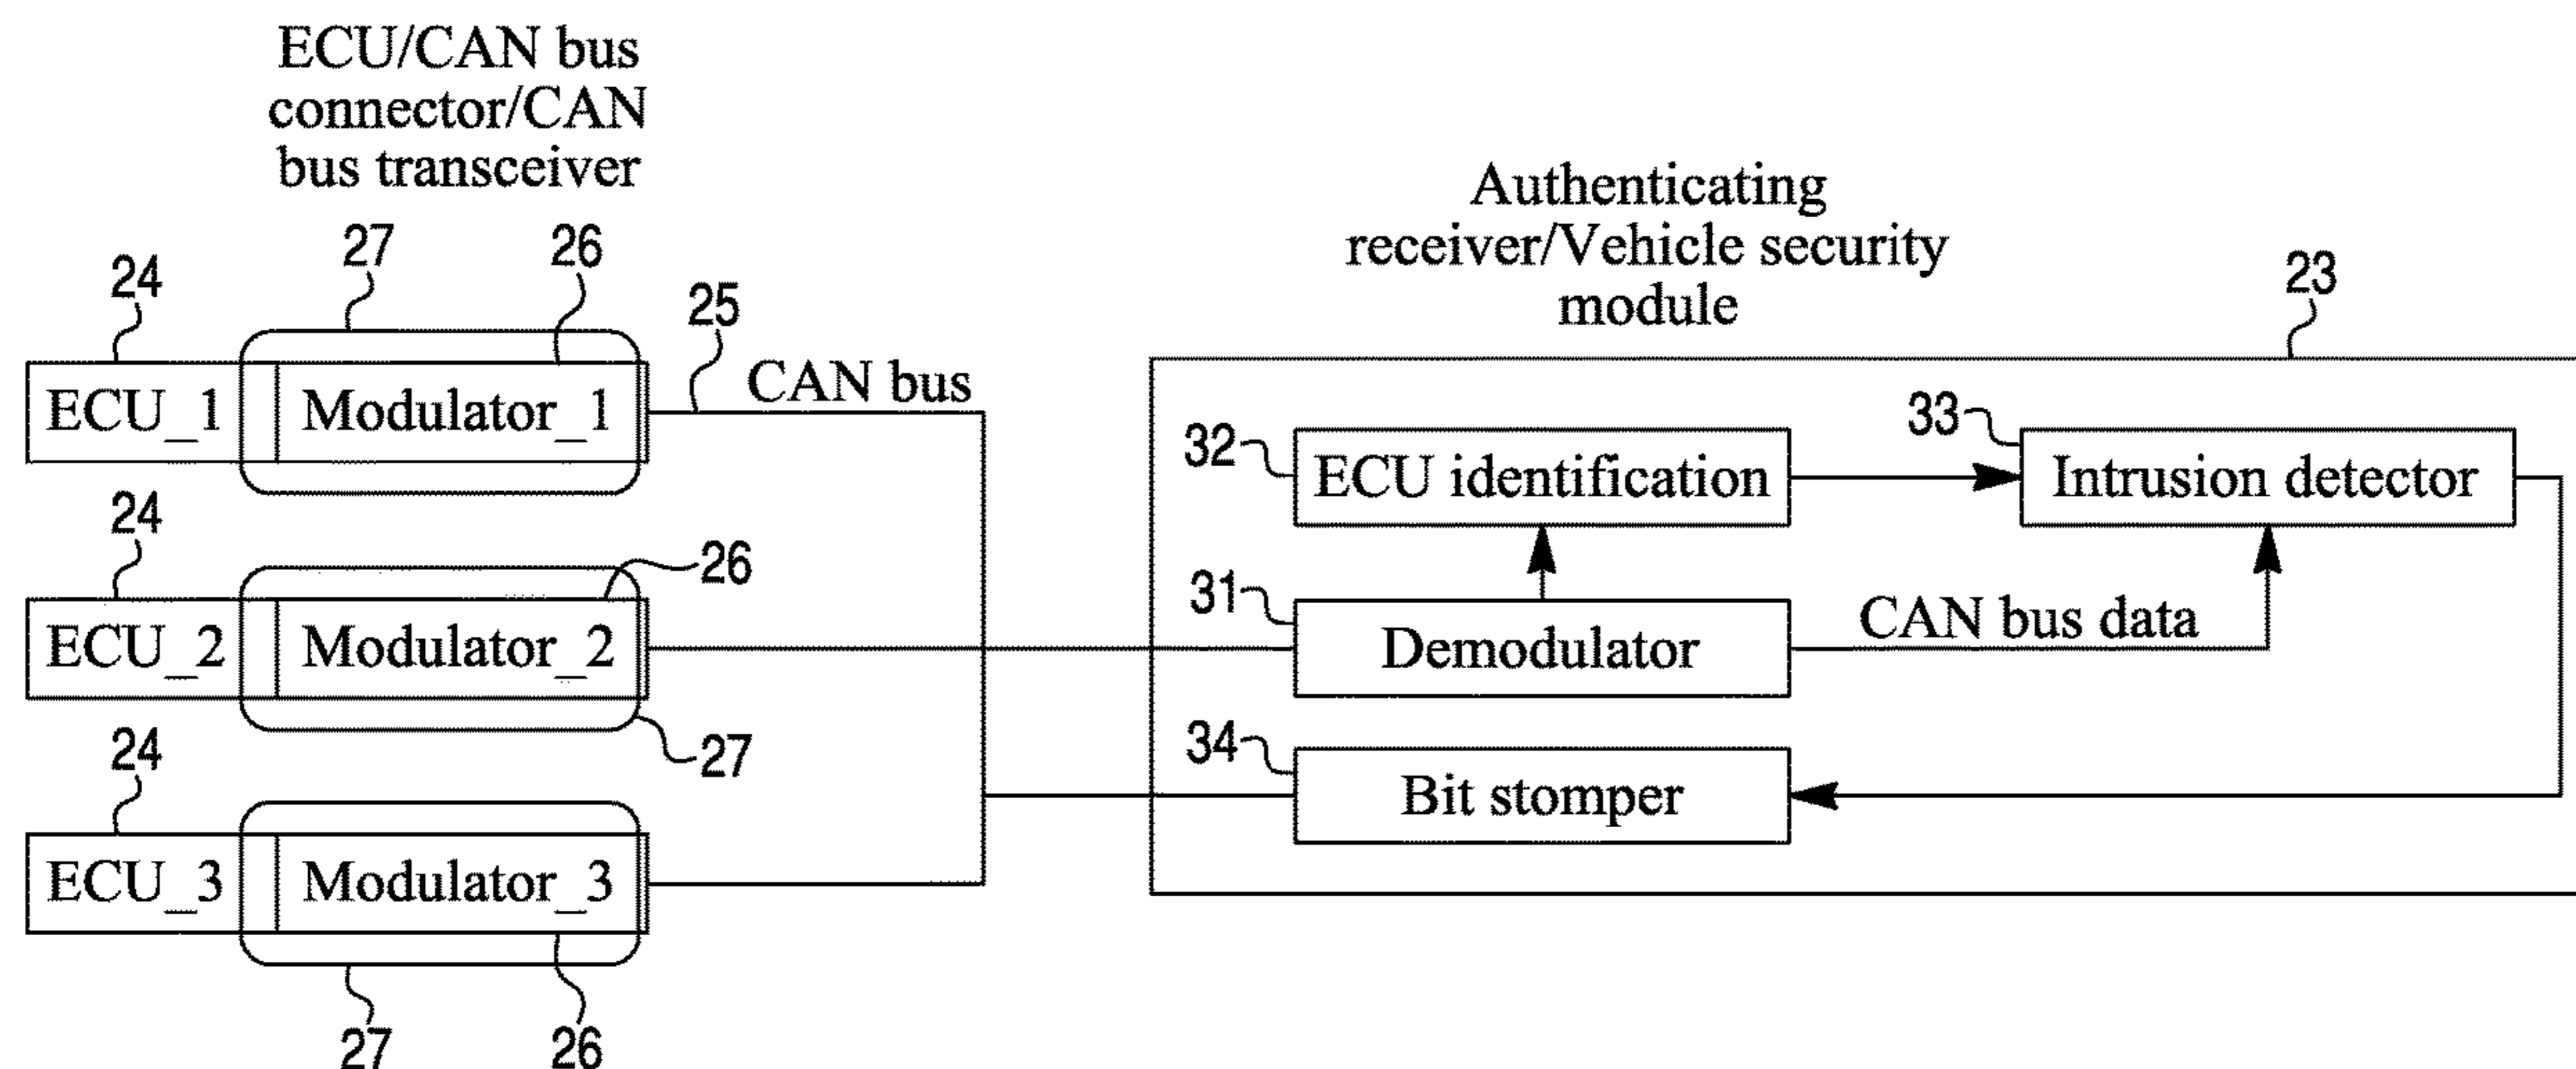 ECU/CAN bus
connector/CAN
bus transceiver
27
26
24
25
ECU_1
Modulator_1
CAN bus
24
26
ECU_2
Modulator_2
27
24
ECU_3
Modulator_3
27
26
Authenticating
receiver/Vehicle security
module
23
32
ECU identification
33
Intrusion detector
31
Demodulator
CAN bus data
34
Bit stomper